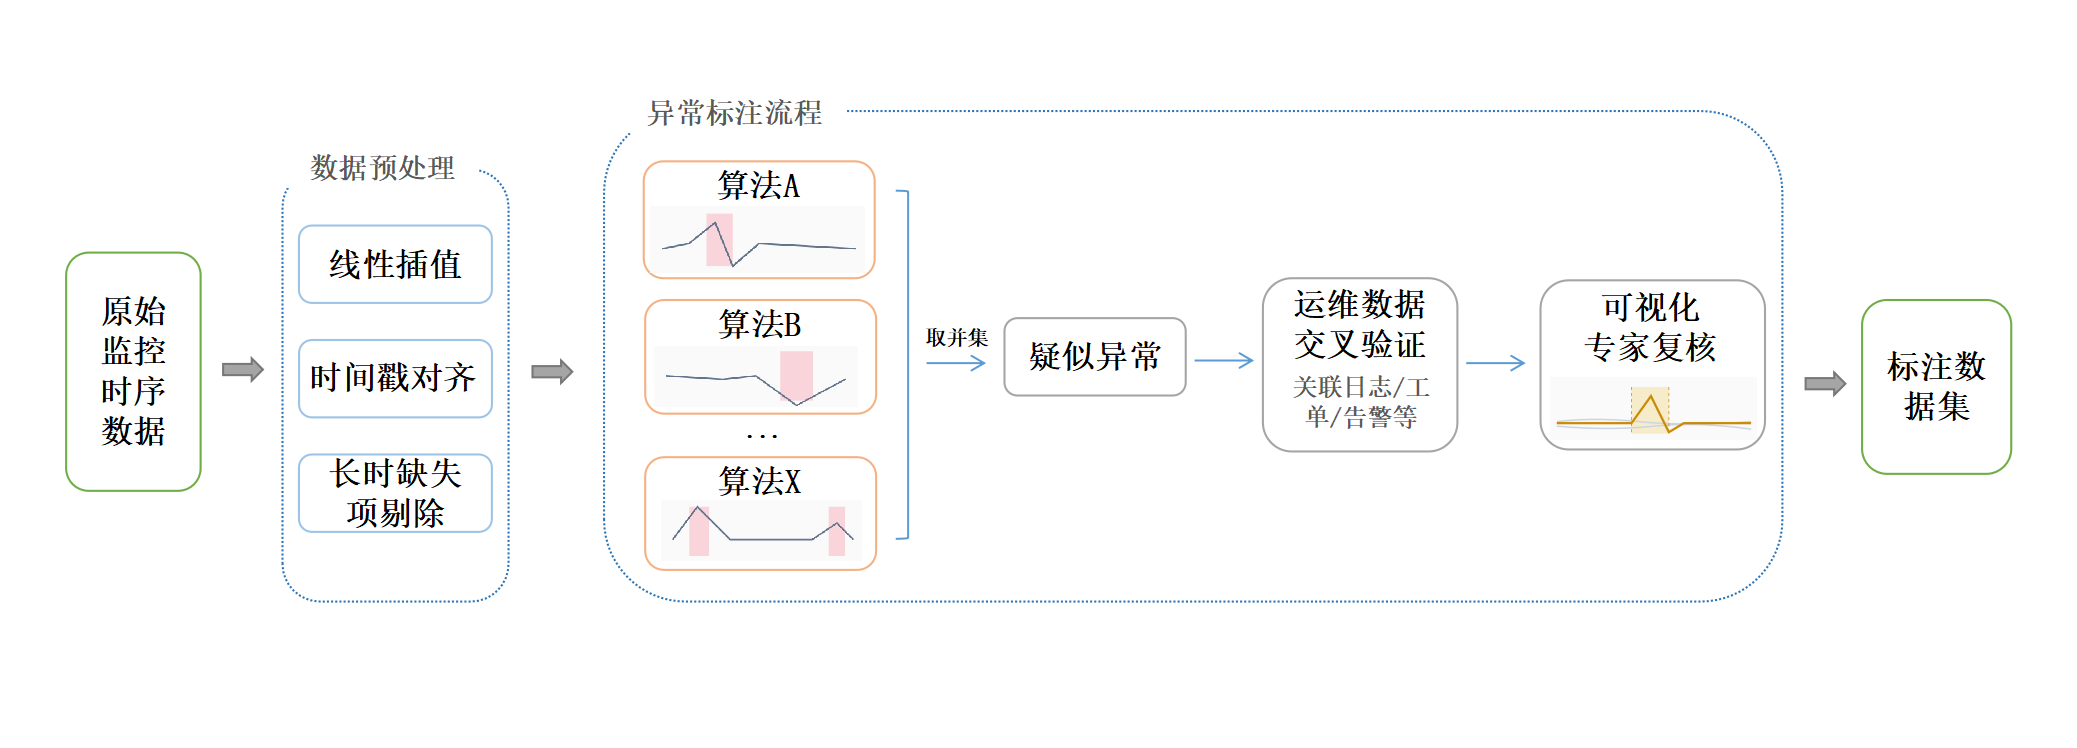 原始
监控
时序
数据
数据预处理
线性插值
时间戳对齐
长时缺失
项剔除
异常标注流程
算法A
算法B
...
算法X
取并集
疑似异常
运维数据
交叉验证
关联日志/工
单/告警等
可视化
专家复核
标注数
据集